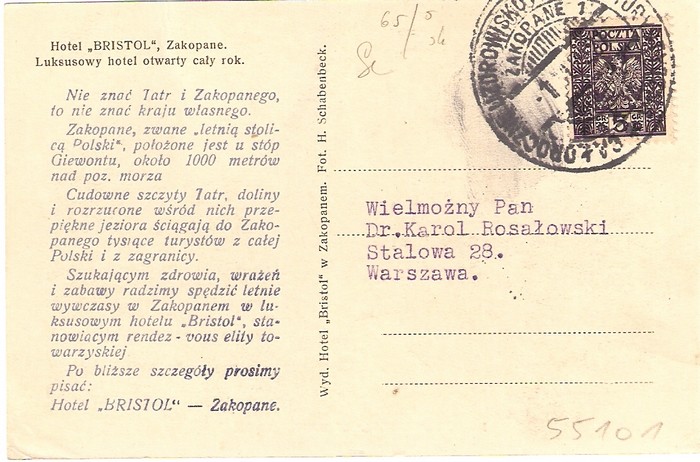 Hotel „BRISTOL“, Zakopane.
Luksusowy hotel otwarty cały rok.
Nie znać Tatr i Zakopanego,
to nie znać kraju własnego.
Zakopane, zwane „letnią stoli-
cą Polski“, położone jest u stóp
Giewontu, około 1000 metrów
nad poz. morza
Cudowne szczyty Tatr, doliny
i rozrzucone wśród nich prze-
piękne jeziora ściągają do Zako-
panego tysiące turystów z całej
Polski i z zagranicy.
Szukającym zdrowia, wrażeń
i zabawy radzimy spędzić letnie
wywczasy w Zakopanem w lu-
ksusowym hotelu „Bristol“, sta-
nowiącym rendez-vous elity to-
warzyskiej
Po bliższe szczegóły prosimy
pisać:
Hotel „BRISTOL“ — Zakopane.
Wyd. Hotel „Bristol“ w Zakopanem. Fot. H. Schabenbeck.
65/
ZAKOPANE 1
CAŁOROCZNE UZDROWISKO
POCZTA
POLSKA
5
Wielmożny Pan
Dr.Karol Rosałowski
Stalowa 28.
Warszawa.
55101